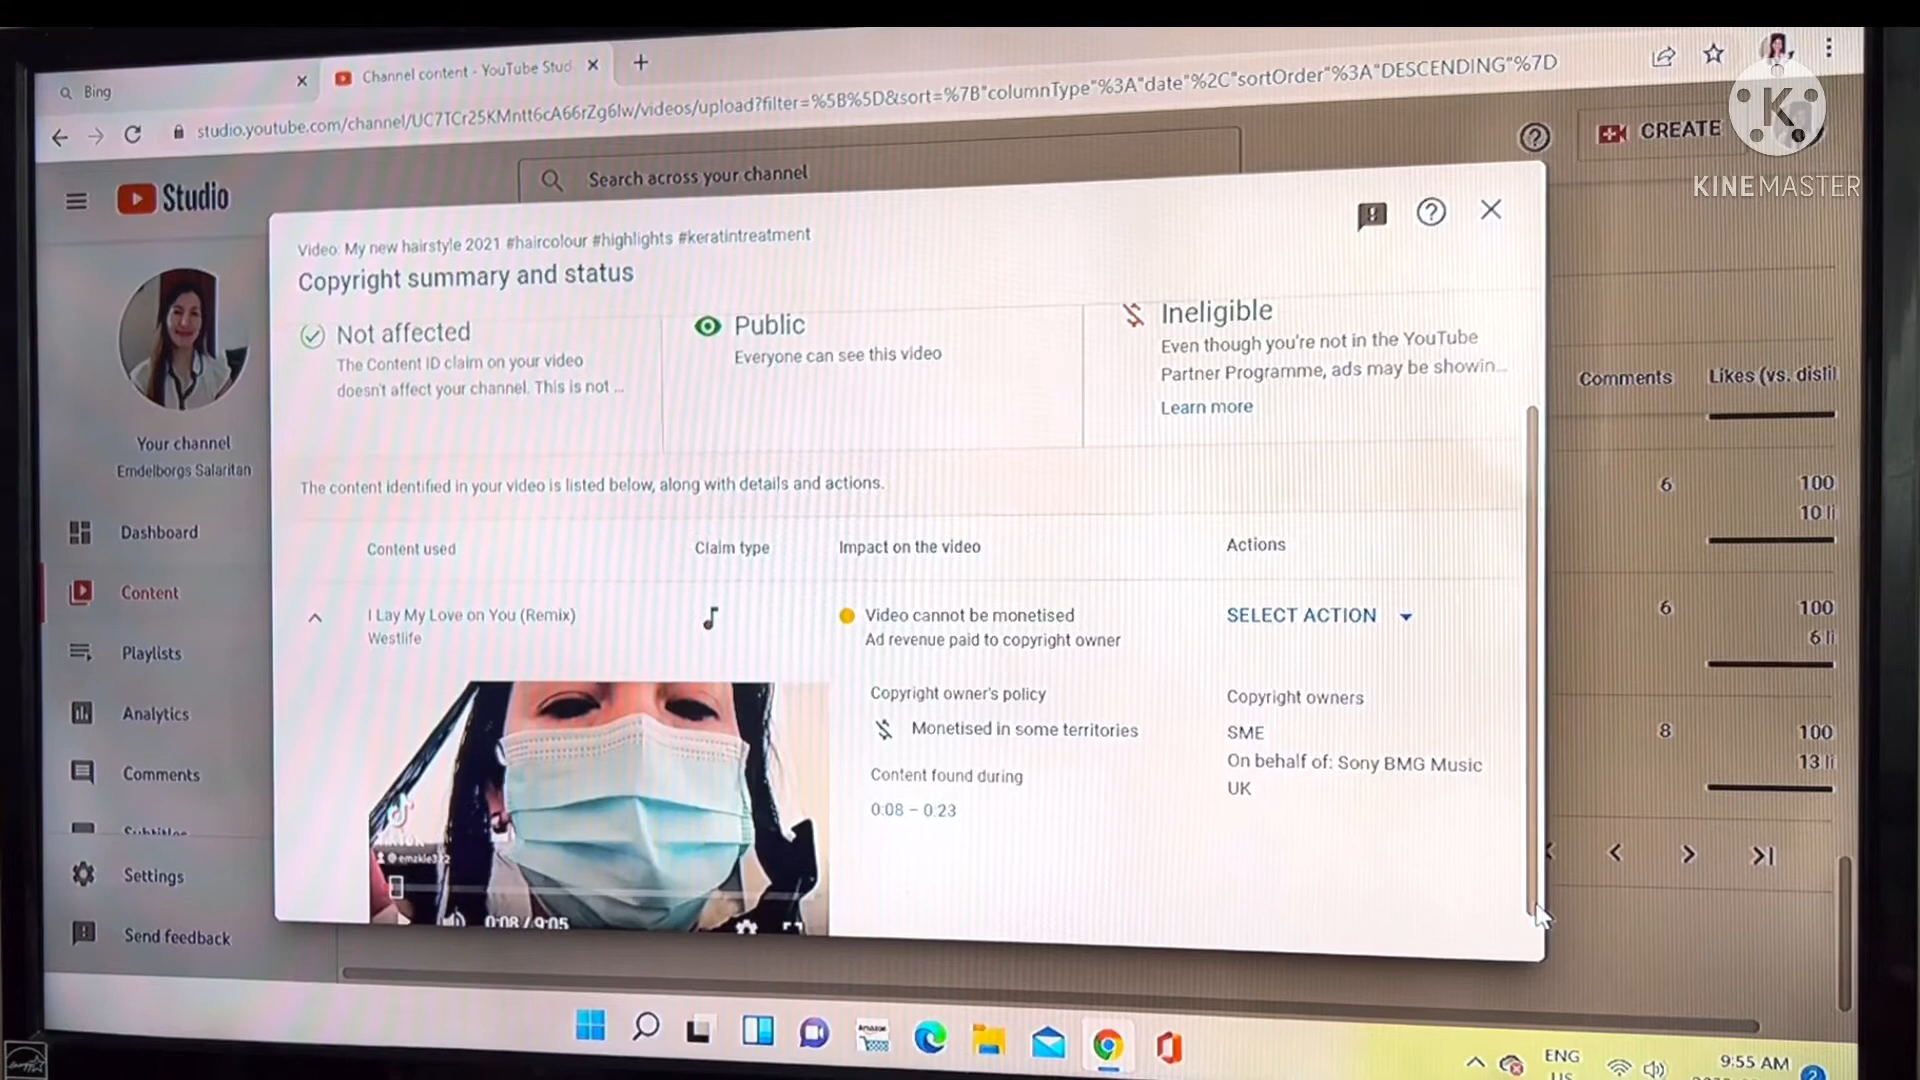 Bing
Channel content - YouTube Stud
studio.youtube.com/channel/UC7TCr25KMntt6cA66rZg6lw/videos/upload?filter=%5B%5D&sort=%7B"columnType"%3A"date"%2C"sortOrder"%3A"DESCENDING"%7D
Studio
Search across your channel
CREATE
K
KINEMASTER
Video: My new hairstyle 2021 #haircolour #highlights #keratintreatment
Copyright summary and status
Not affected
The Content ID claim on your video
doesn't affect your channel. This is not ...
Public
Everyone can see this video
Ineligible
Even though you're not in the YouTube
Partner Programme, ads may be showin...
Learn more
Comments
Likes (vs. disli
Your channel
Emdelborgs Salaritan
Dashboard
Content
Playlists
Analytics
Comments
Subtitles
Settings
Send feedback
The content identified in your video is listed below, along with details and actions.
Content used
Claim type
Impact on the video
Actions
I Lay My Love on You (Remix)
Westlife
Video cannot be monetised
Ad revenue paid to copyright owner
SELECT ACTION
Copyright owner's policy
Monetised in some territories
Content found during
0:08 – 0:23
Copyright owners
SME
On behalf of: Sony BMG Music
UK
@emzkie322
0:08 / 9:05
6
100
10 li
6
100
6 li
8
100
13 li
amazon
ENG
US
9:55 AM
2